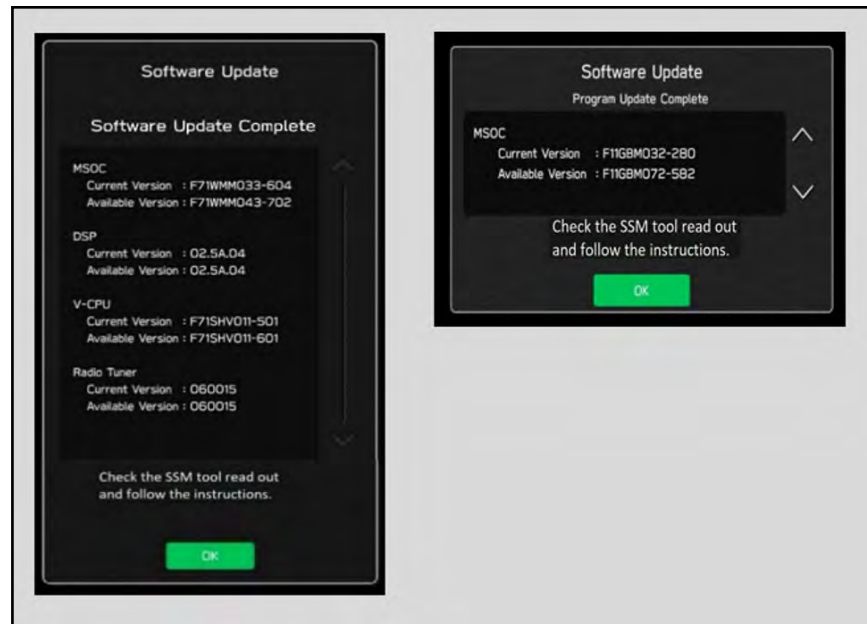 Software Update
Software Update Complete
MSOC
Current Version : F71WMM033-604
Available Version : F71WMM043-702
DSP
Current Version : 02.5A.04
Available Version : 02.5A.04
V-CPU
Current Version : F71SHV011-501
Available Version : F71SHV011-601
Radio Tuner
Current Version : 060015
Available Version : 060015
Check the SSM tool read out
and follow the instructions.
OK
Software Update
Program Update Complete
MSOC
Current Version : F11GBM032-280
Available Version : F11GBM072-582
Check the SSM tool read out
and follow the instructions.
OK